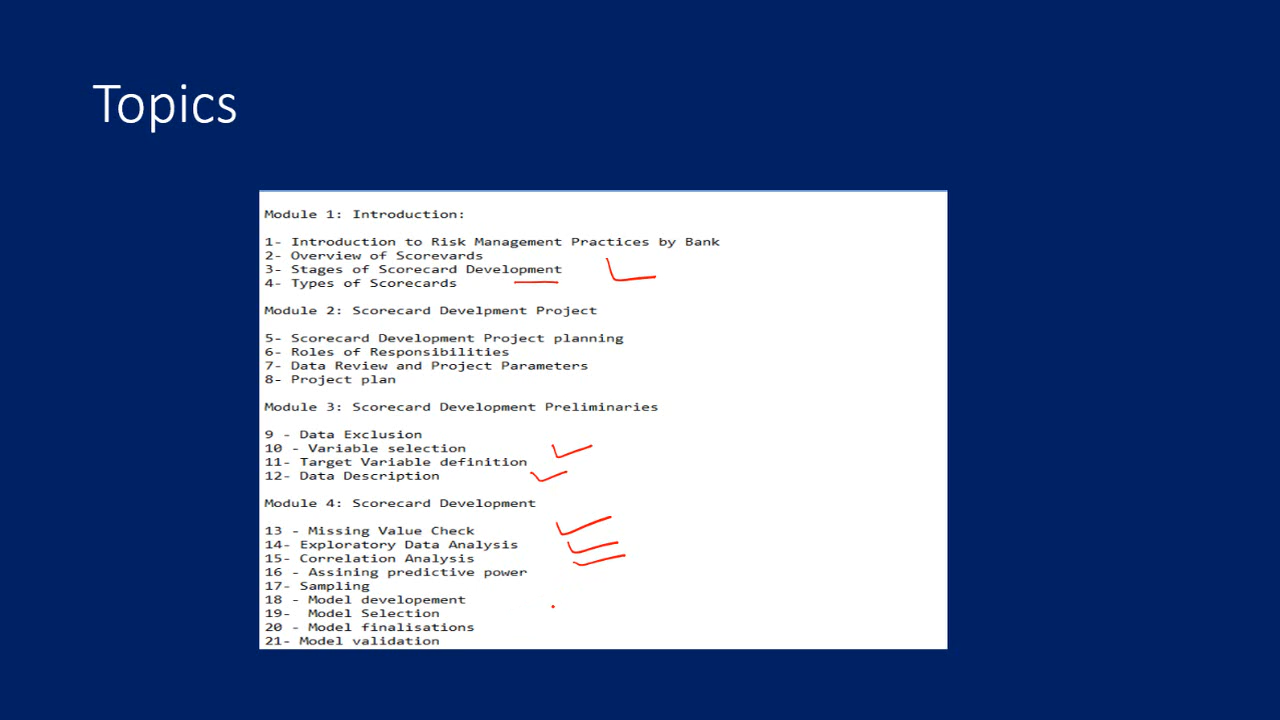 Topics
Module 1: Introduction:
1- Introduction to Risk Management Practices by Bank
2- Overview of Scorevards
3- Stages of Scorecard Development
4- Types of Scorecards
Module 2: Scorecard Develpment Project
5- Scorecard Development Project planning
6- Roles of Responsibilities
7- Data Review and Project Parameters
8- Project plan
Module 3: Scorecard Development Preliminaries
9 - Data Exclusion
10 - Variable selection
11- Target Variable definition
12- Data Description
Module 4: Scorecard Development
13 - Missing Value Check
14- Exploratory Data Analysis
15- Correlation Analysis
16 - Assining predictive power
17- Sampling
18 - Model developement
19- Model Selection
20 - Model finalisations
21- Model validation